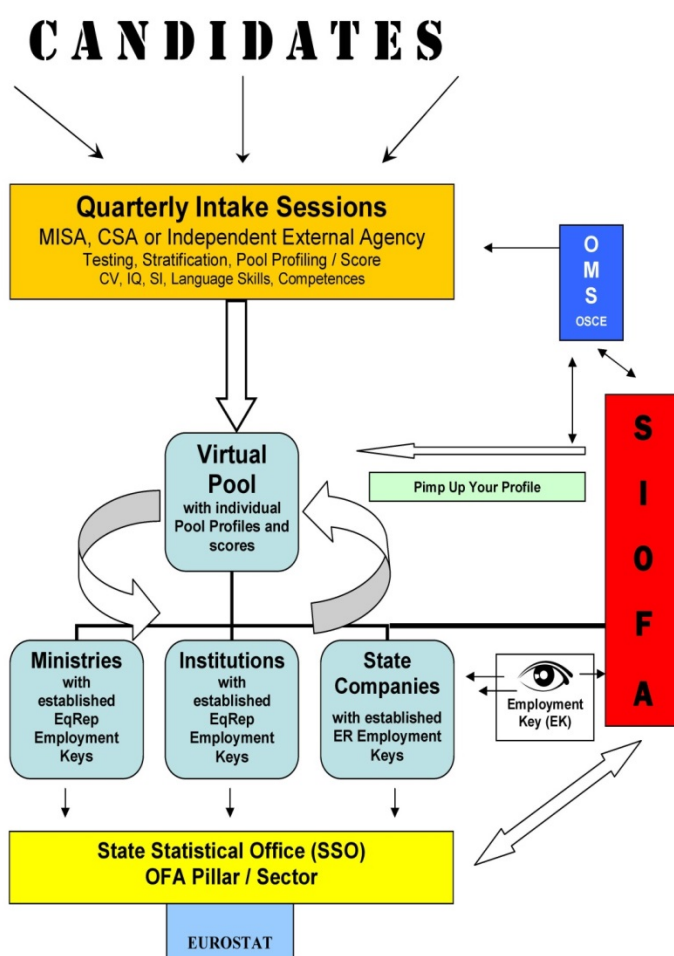 CANDIDATES
Quarterly Intake Sessions
MISA, CSA or Independent External Agency
Testing, Stratification, Pool Profiling / Score
CV, IQ, SI, Language Skills, Competences
O
M
S
OSCE
Virtual
Pool
with individual
Pool Profiles and
scores
Pimp Up Your Profile
S
I
O
F
A
Ministries
with
established
EqRep
Employment
Keys
Institutions
with
established
EqRep
Employment
Keys
State
Companies
with established
ER Employment
Keys
Employment
Key (EK)
State Statistical Office (SSO)
OFA Pillar / Sector
EUROSTAT